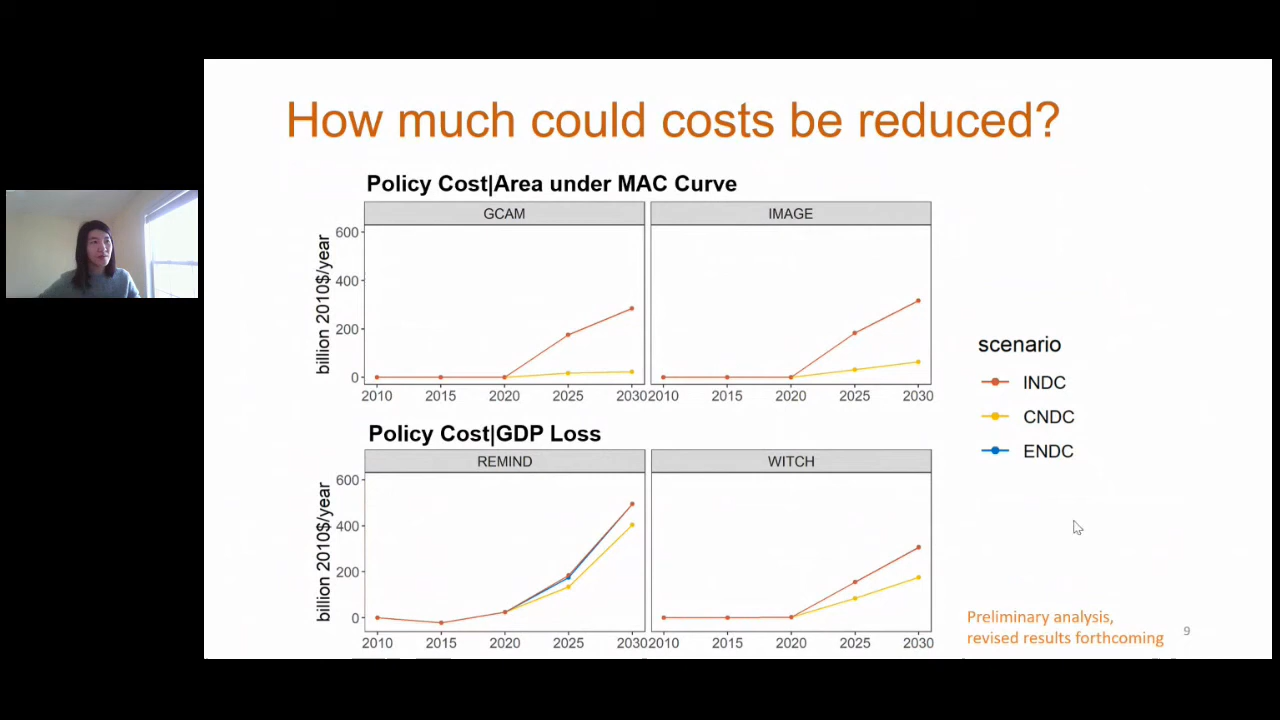 How much could costs be reduced?
Policy Cost|Area under MAC Curve
GCAM
IMAGE
billion 2010$/year
600
400
200
0
2010 2015 2020 2025 2030
2010 2015 2020 2025 2030
Policy Cost|GDP Loss
REMIND
WITCH
billion 2010$/year
600
400
200
0
2010 2015 2020 2025 2030
2010 2015 2020 2025 2030
scenario
INDC
CNDC
ENDC
Preliminary analysis,
revised results forthcoming
9